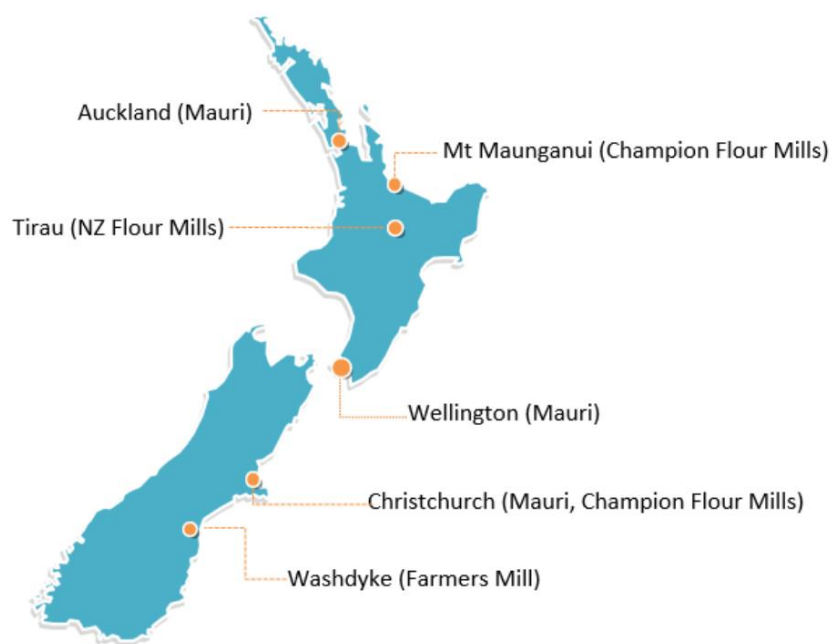 Auckland (Mauri)
Mt Maunganui (Champion Flour Mills)
Tirau (NZ Flour Mills)
Wellington (Mauri)
Christchurch (Mauri, Champion Flour Mills)
Washdyke (Farmers Mill)